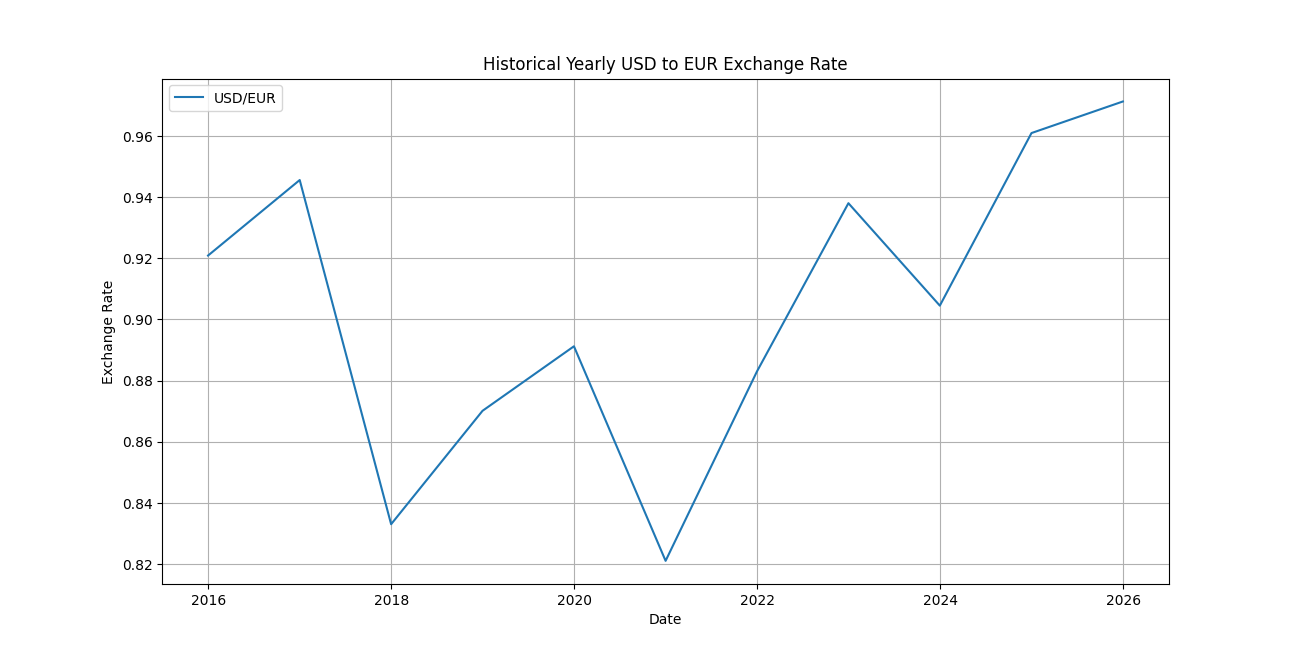 Historical Yearly USD to EUR Exchange Rate
USD/EUR
Exchange Rate
0.96
0.94
0.92
0.90
0.88
0.86
0.84
0.82
2016 2018 2020 2022 2024 2026
Date